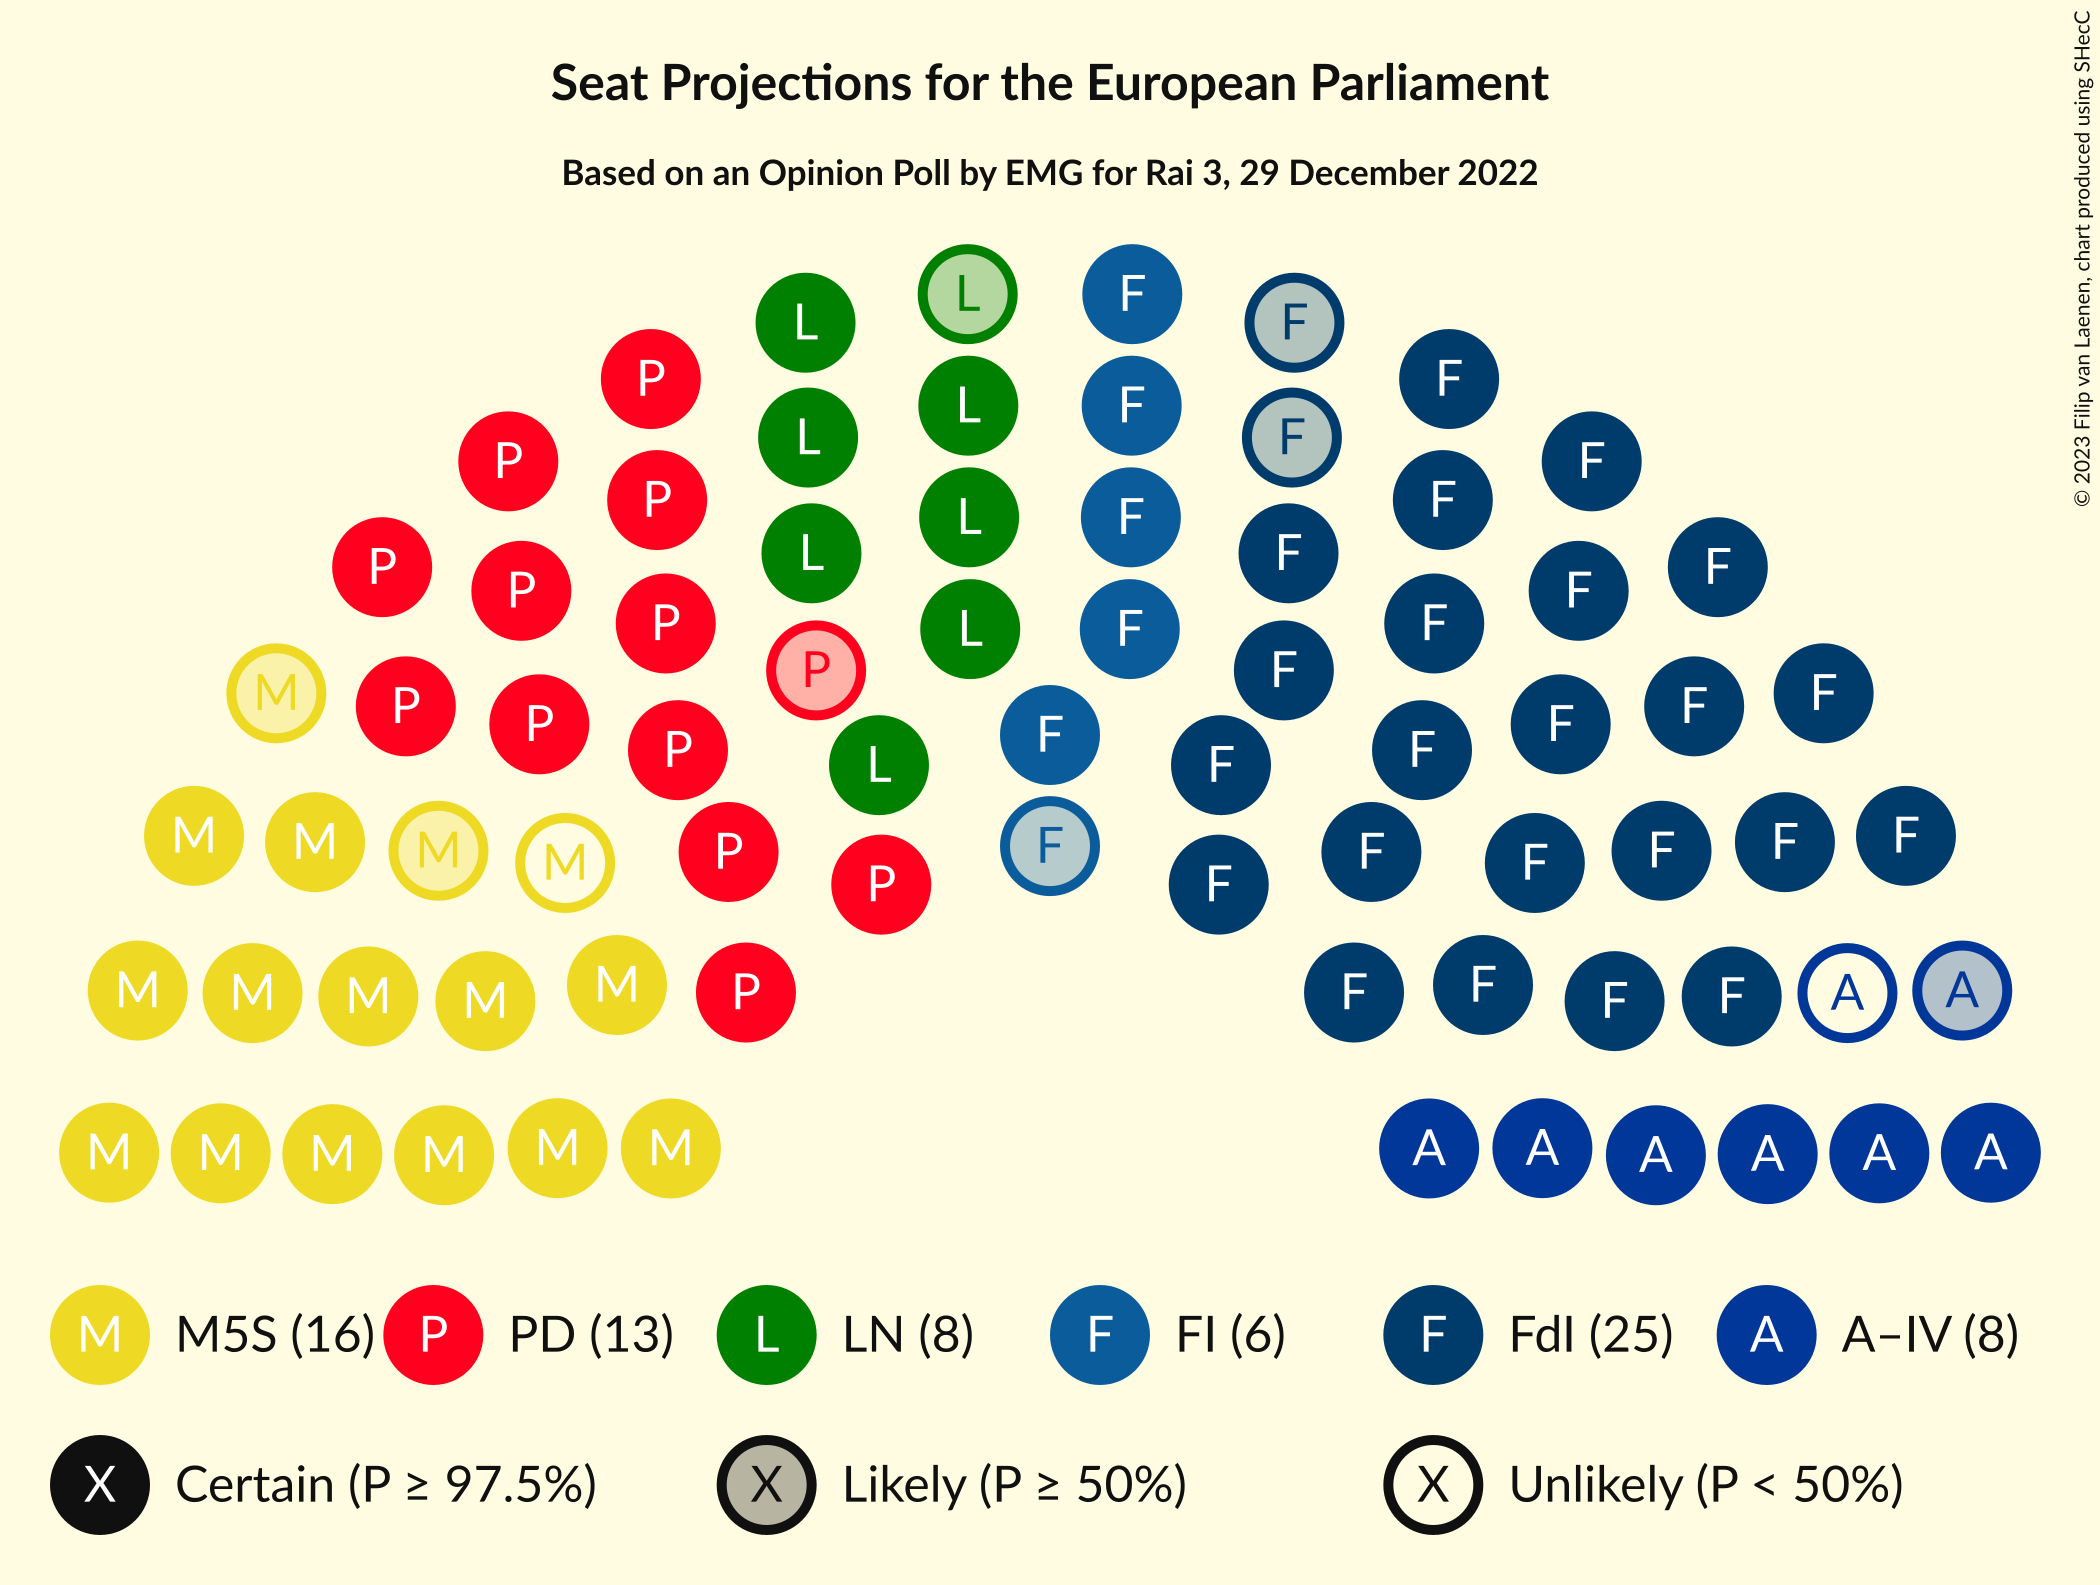 Seat Projections for the European Parliament
Based on an Opinion Poll by EMG for Rai 3, 29 December 2022
© 2023 Filip van Laenen, chart produced using SHecC
L F
L F
P P
L F
L F
P F
L F
P F
L F
P F
L F
P F
P F
P F
L F
P F
M F
P F
P F
P F
L F
F
P F
M M M M P F F F F F
F
P F
M M M M M P F F F F A A
M M M M M M A A A A A A
M M5S (16) P PD (13) L LN (8) F FI (6) F FdI (25) A A–IV (8)
X Certain (P ≥ 97.5%) X Likely (P ≥ 50%) X Unlikely (P < 50%)